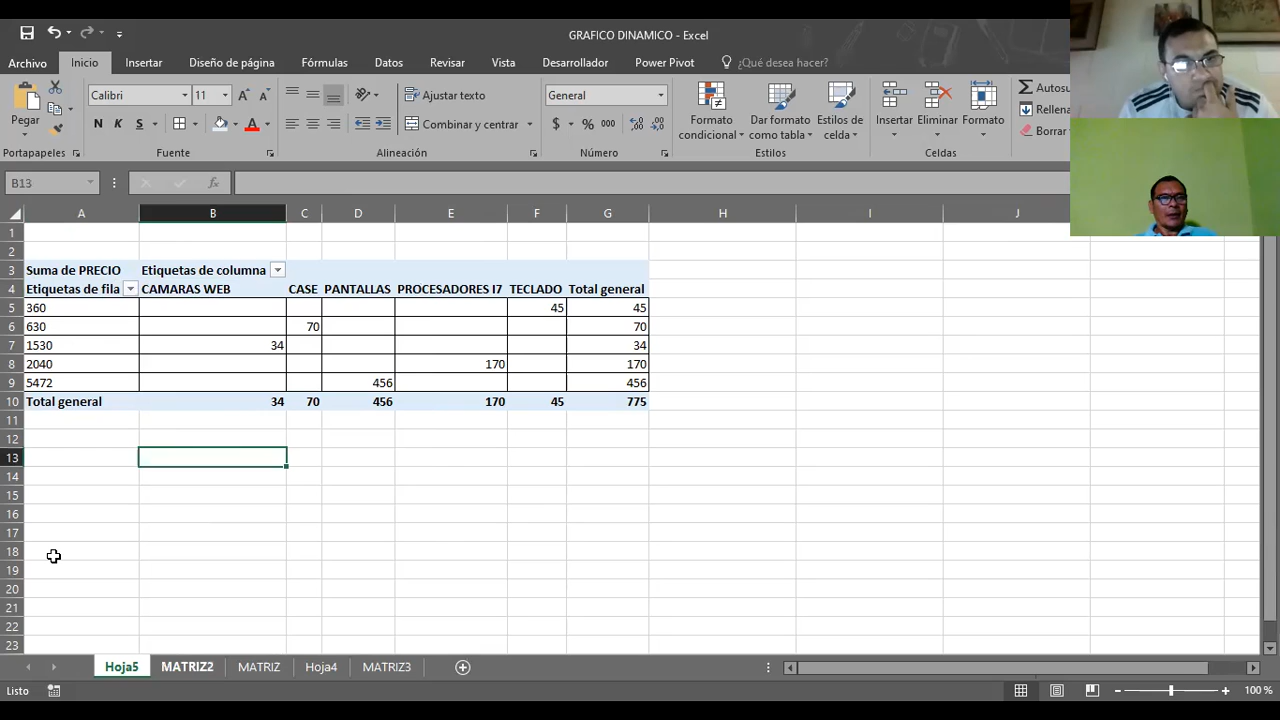 GRAFICO DINAMICO - Excel
Archivo Inicio Insertar Diseño de página Fórmulas Datos Revisar Vista Desarrollador Power Pivot ¿Qué desea hacer?
Pegar
Calibri 11
N K S
Ajustar texto
Combinar y centrar
General
$ % 000
Formato condicional
Dar formato como tabla
Estilos de celda
Insertar Eliminar Formato
Autosu
Rellena
Borrar
Portapapeles Fuente Alineación Número Estilos Celdas
B13 fx
A B C D E F G H I J
1
2
3 Suma de PRECIO Etiquetas de columna
4 Etiquetas de fila CAMARAS WEB CASE PANTALLAS PROCESADORES I7 TECLADO Total general
5 360 45 45
6 630 70 70
7 1530 34 34
8 2040 170 170
9 5472 456 456
10 Total general 34 70 456 170 45 775
11
12
13
14
15
16
17
18
19
20
21
22
23
Hoja5 MATRIZ2 MATRIZ Hoja4 MATRIZ3
Listo 100 %